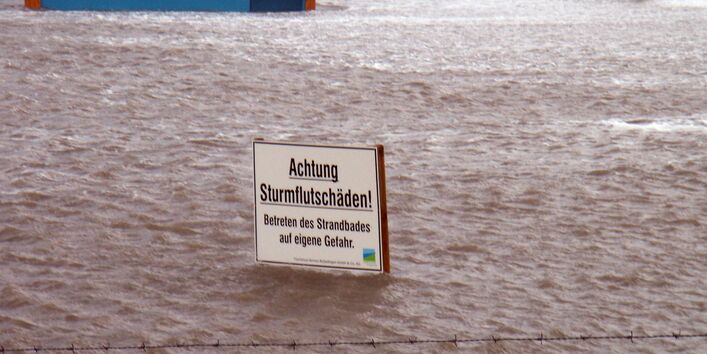 Achtung
Sturmflutschäden!
Betreten des Strandbades
auf eigene Gefahr.